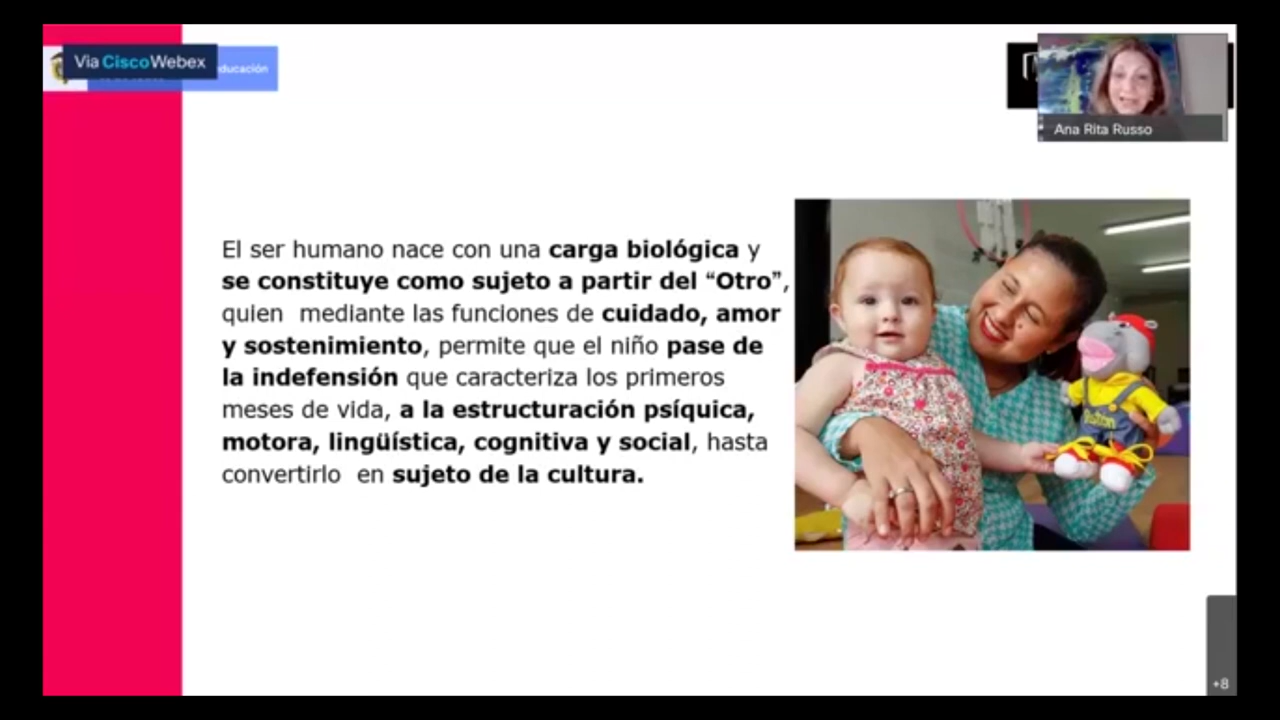 Via CiscoWebex
ducación
Ana Rita Russo
El ser humano nace con una carga biológica y
se constituye como sujeto a partir del “Otro”,
quien mediante las funciones de cuidado, amor
y sostenimiento, permite que el niño pase de
la indefensión que caracteriza los primeros
meses de vida, a la estructuración psíquica,
motora, lingüística, cognitiva y social, hasta
convertirlo en sujeto de la cultura.
+8